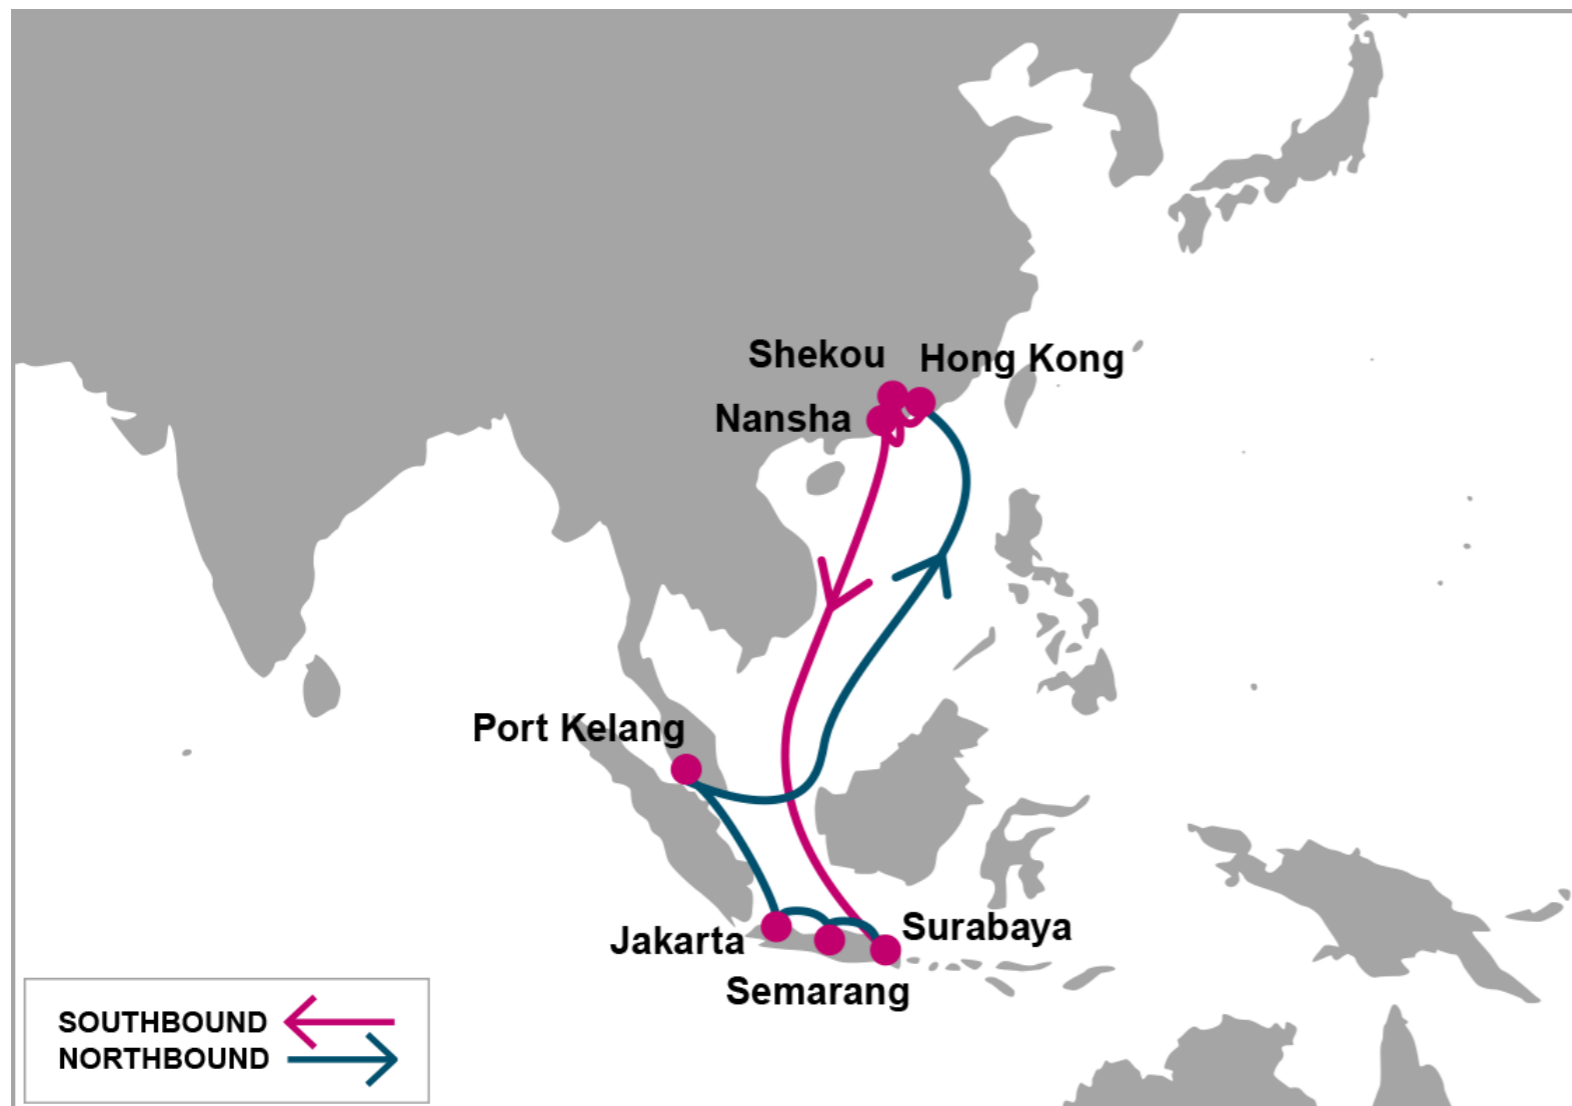 Shekou
Hong Kong
Nansha
Port Kelang
Jakarta
Surabaya
Semarang
SOUTHBOUND
NORTHBOUND